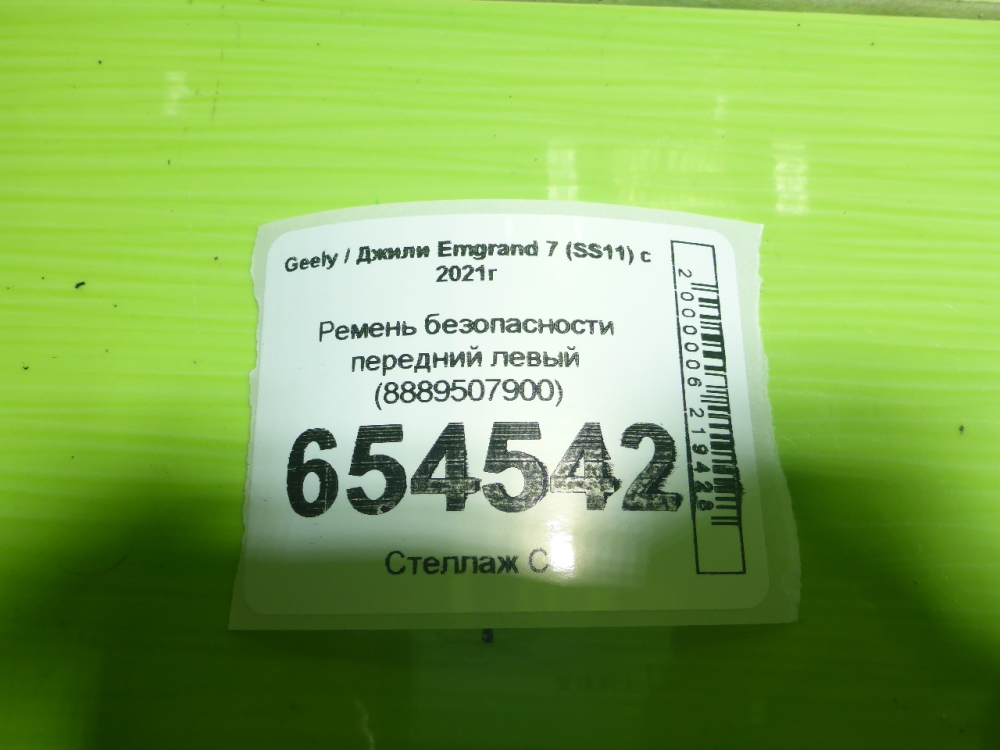 Geely / Джили Emgrand 7 (SS11) с
2021г
Ремень безопасности
передний левый
(8889507900)
654542
Стеллаж
2000006219428